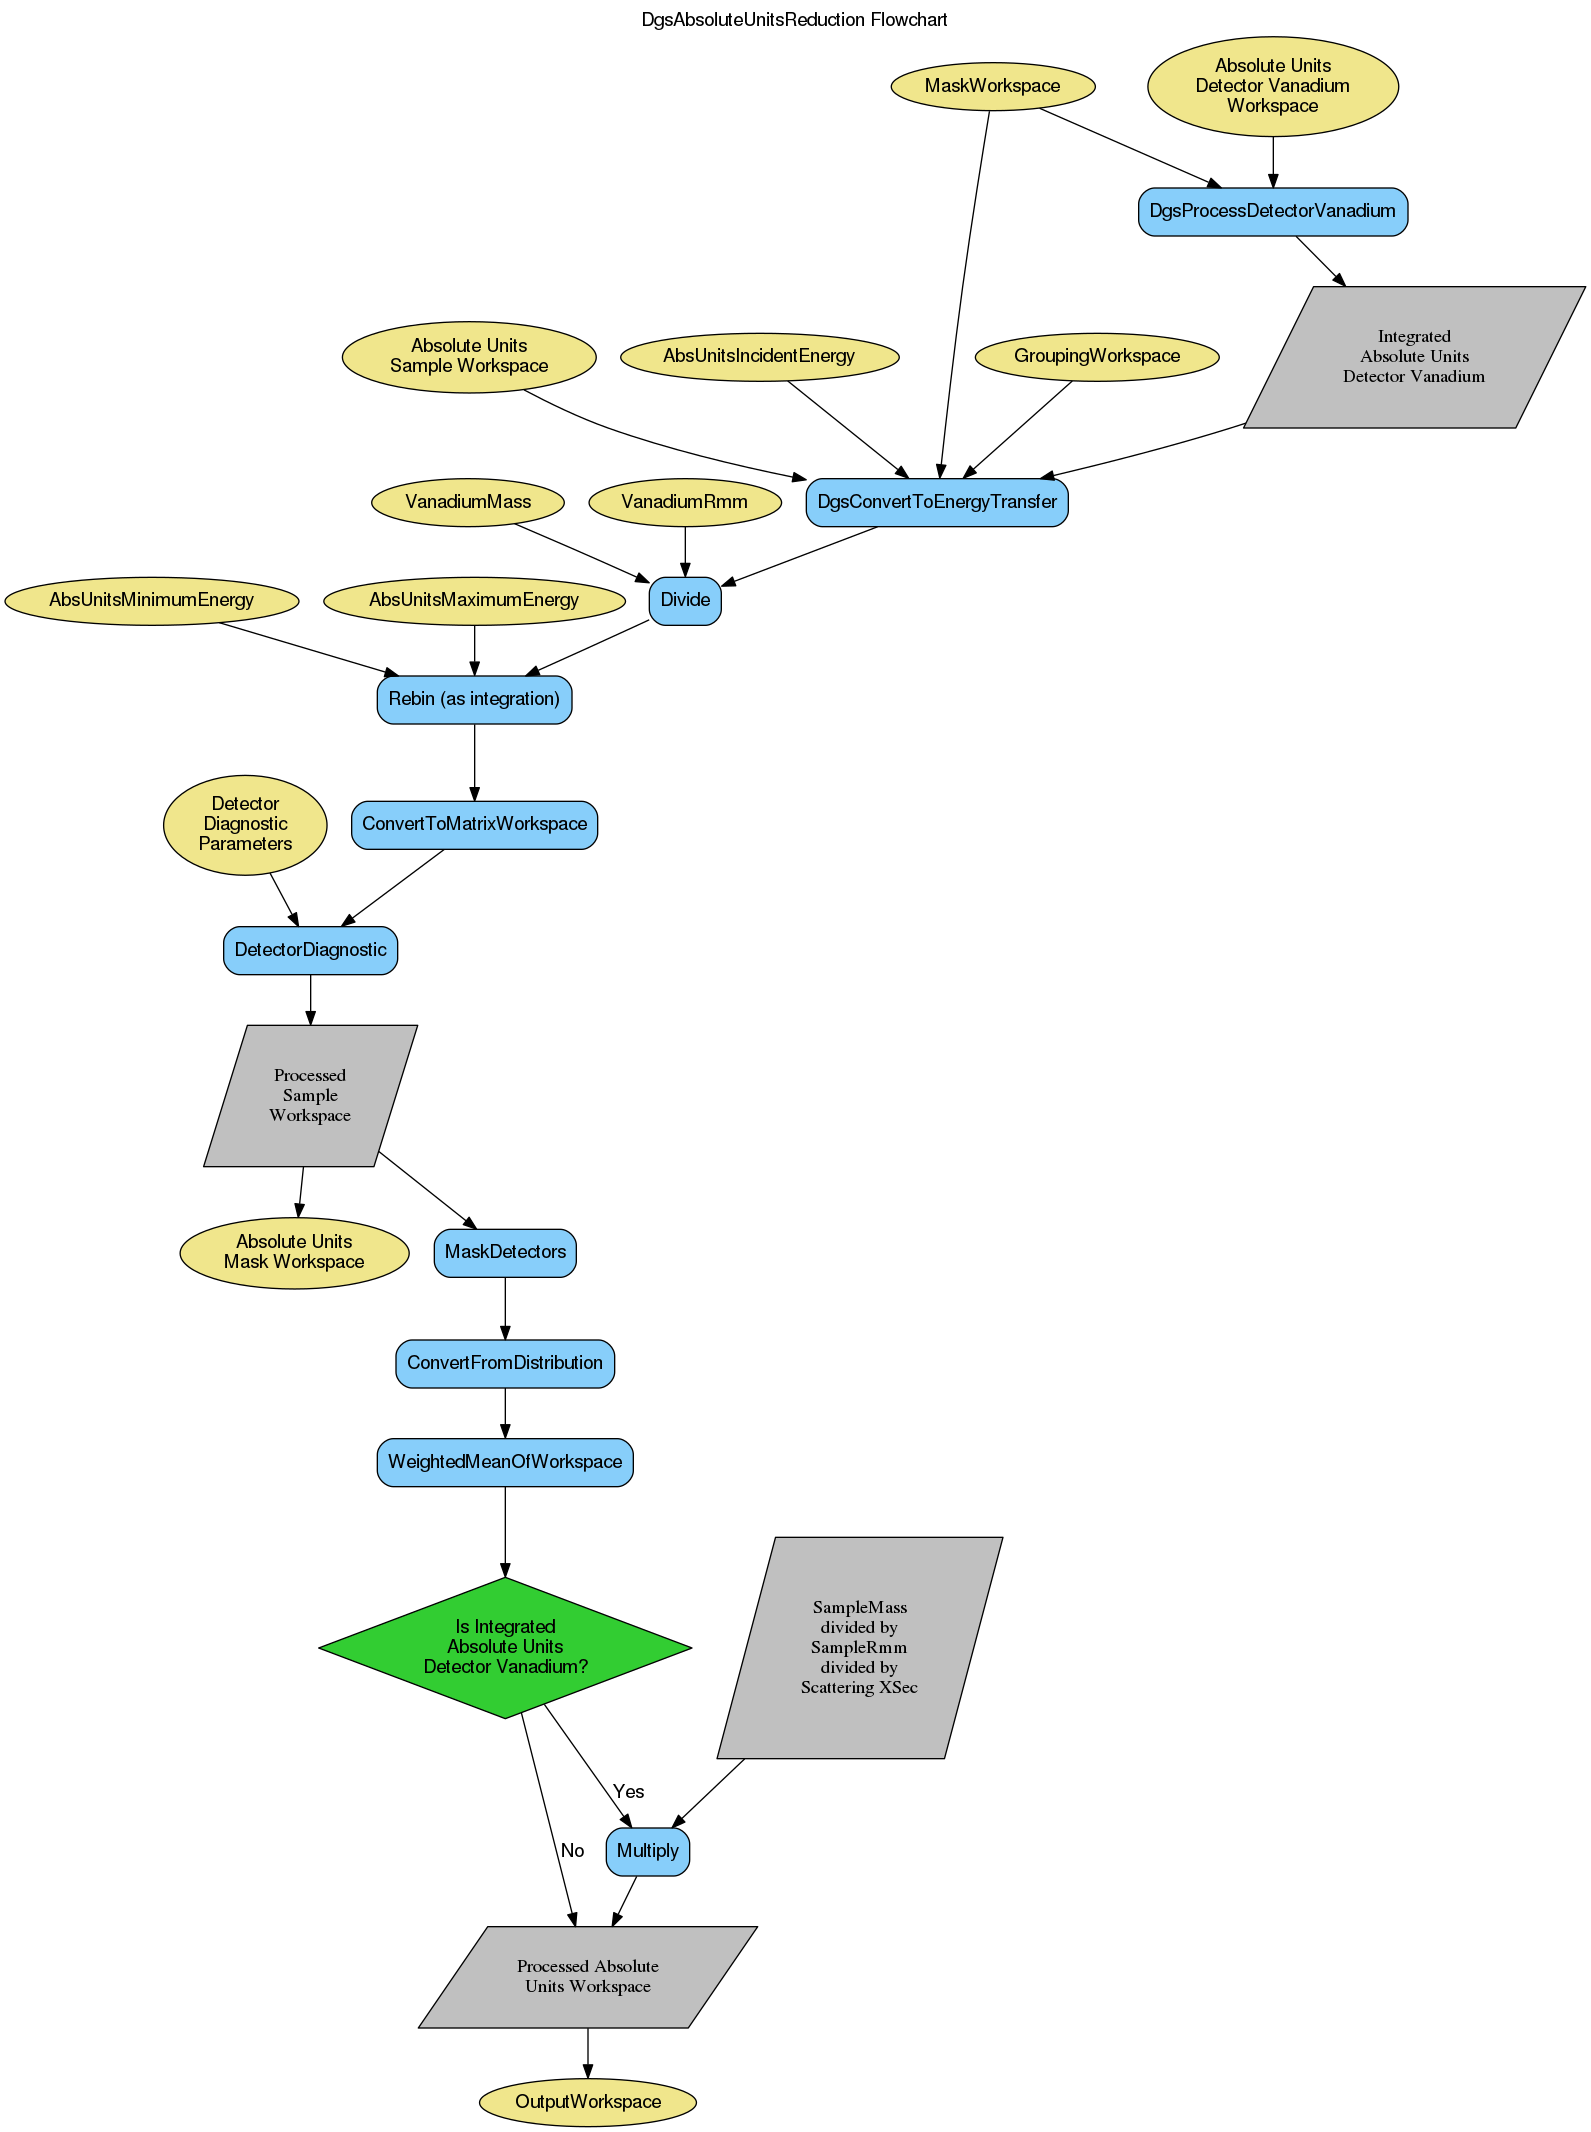 DgsAbsoluteUnitsReduction Flowchart
MaskWorkspace
Absolute Units
Detector Vanadium
Workspace
DgsProcessDetectorVanadium
Integrated
Absolute Units
Detector Vanadium
Absolute Units
Sample Workspace
AbsUnitsIncidentEnergy
GroupingWorkspace
VanadiumMass
VanadiumRmm
DgsConvertToEnergyTransfer
AbsUnitsMinimumEnergy
AbsUnitsMaximumEnergy
Divide
Rebin (as integration)
Detector
Diagnostic
Parameters
ConvertToMatrixWorkspace
DetectorDiagnostic
Processed
Sample
Workspace
Absolute Units
Mask Workspace
MaskDetectors
ConvertFromDistribution
WeightedMeanOfWorkspace
Is Integrated
Absolute Units
Detector Vanadium?
SampleMass
divided by
SampleRmm
divided by
Scattering XSec
Yes
No
Multiply
Processed Absolute
Units Workspace
OutputWorkspace